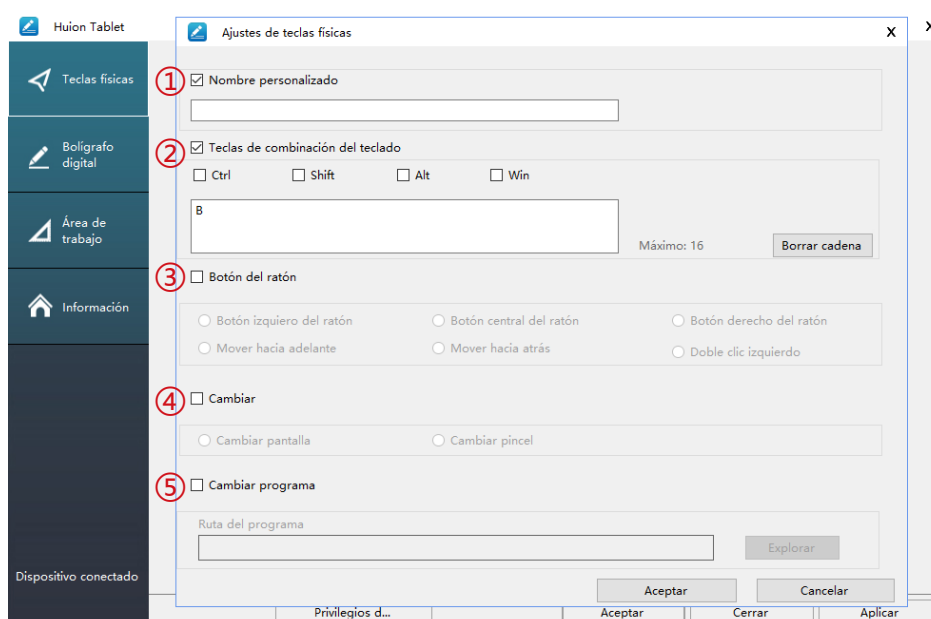 Huion Tablet
X
Ajustes de teclas físicas
X
Teclas físicas
Bolígrafo
digital
Área de
trabajo
Información
Dispositivo conectado
① Nombre personalizado
② Teclas de combinación del teclado
Ctrl Shift Alt Win
B
Máximo: 16 Borrar cadena
③ Botón del ratón
Botón izquiero del ratón Botón central del ratón Botón derecho del ratón
Mover hacia adelante Mover hacia atrás Doble clic izquierdo
④ Cambiar
Cambiar pantalla Cambiar pincel
⑤ Cambiar programa
Ruta del programa
Explorar
Aceptar Cancelar
Privilegios d... Aceptar Cerrar Aplicar